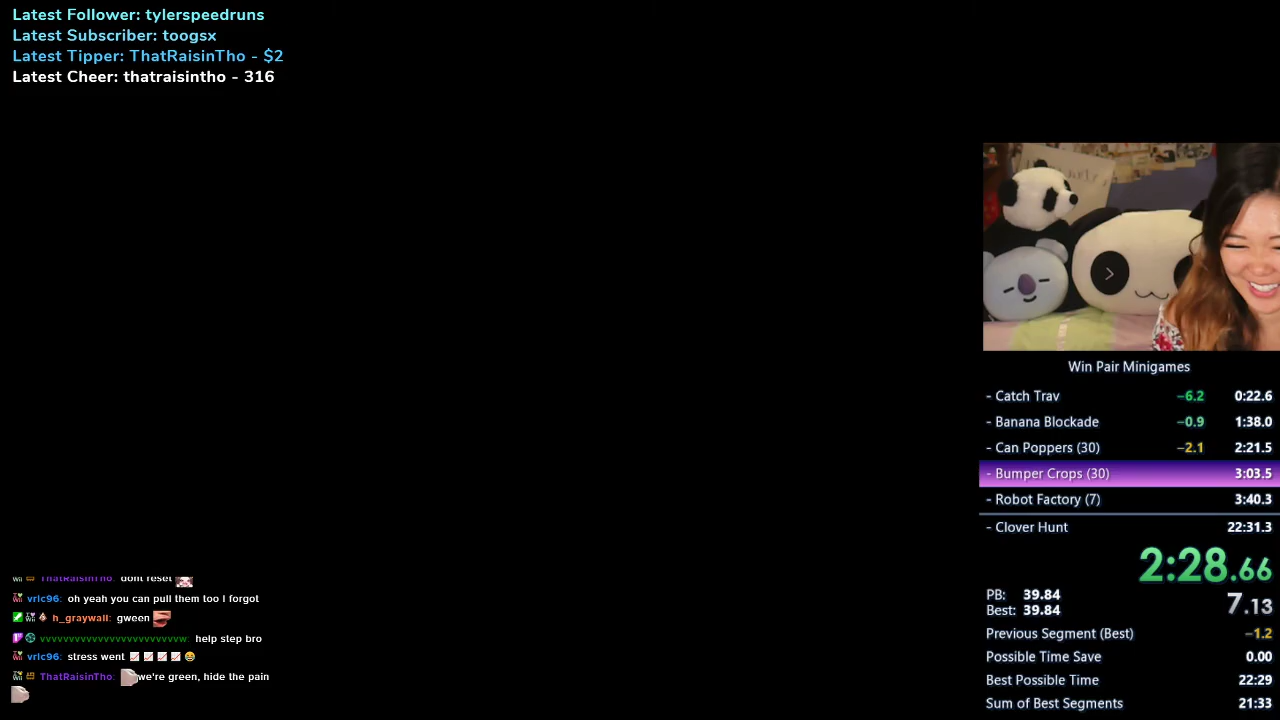 Latest Follower: tylerspeedruns
Latest Subscriber: toogsx
Latest Tipper: ThatRaisinTho - $2
Latest Cheer: thatraisintho - 316
Win Pair Minigames
- Catch Trav −6.2 0:22.6
- Banana Blockade −0.9 1:38.0
- Can Poppers (30) −2.1 2:21.5
- Bumper Crops (30) 3:03.5
- Robot Factory (7) 3:40.3
- Clover Hunt 22:31.3
2:28.66
PB: 39.84
Best: 39.84
7.13
Previous Segment (Best) −1.2
Possible Time Save 0.00
Best Possible Time 22:29
Sum of Best Segments 21:33
ThatRaisinTho: dont reset
vric96: oh yeah you can pull them too I forgot
h_graywall: gween
vvvvvvvvvvvvvvvvvvvvvvvvv: help step bro
vric96: stress went
ThatRaisinTho: we're green, hide the pain